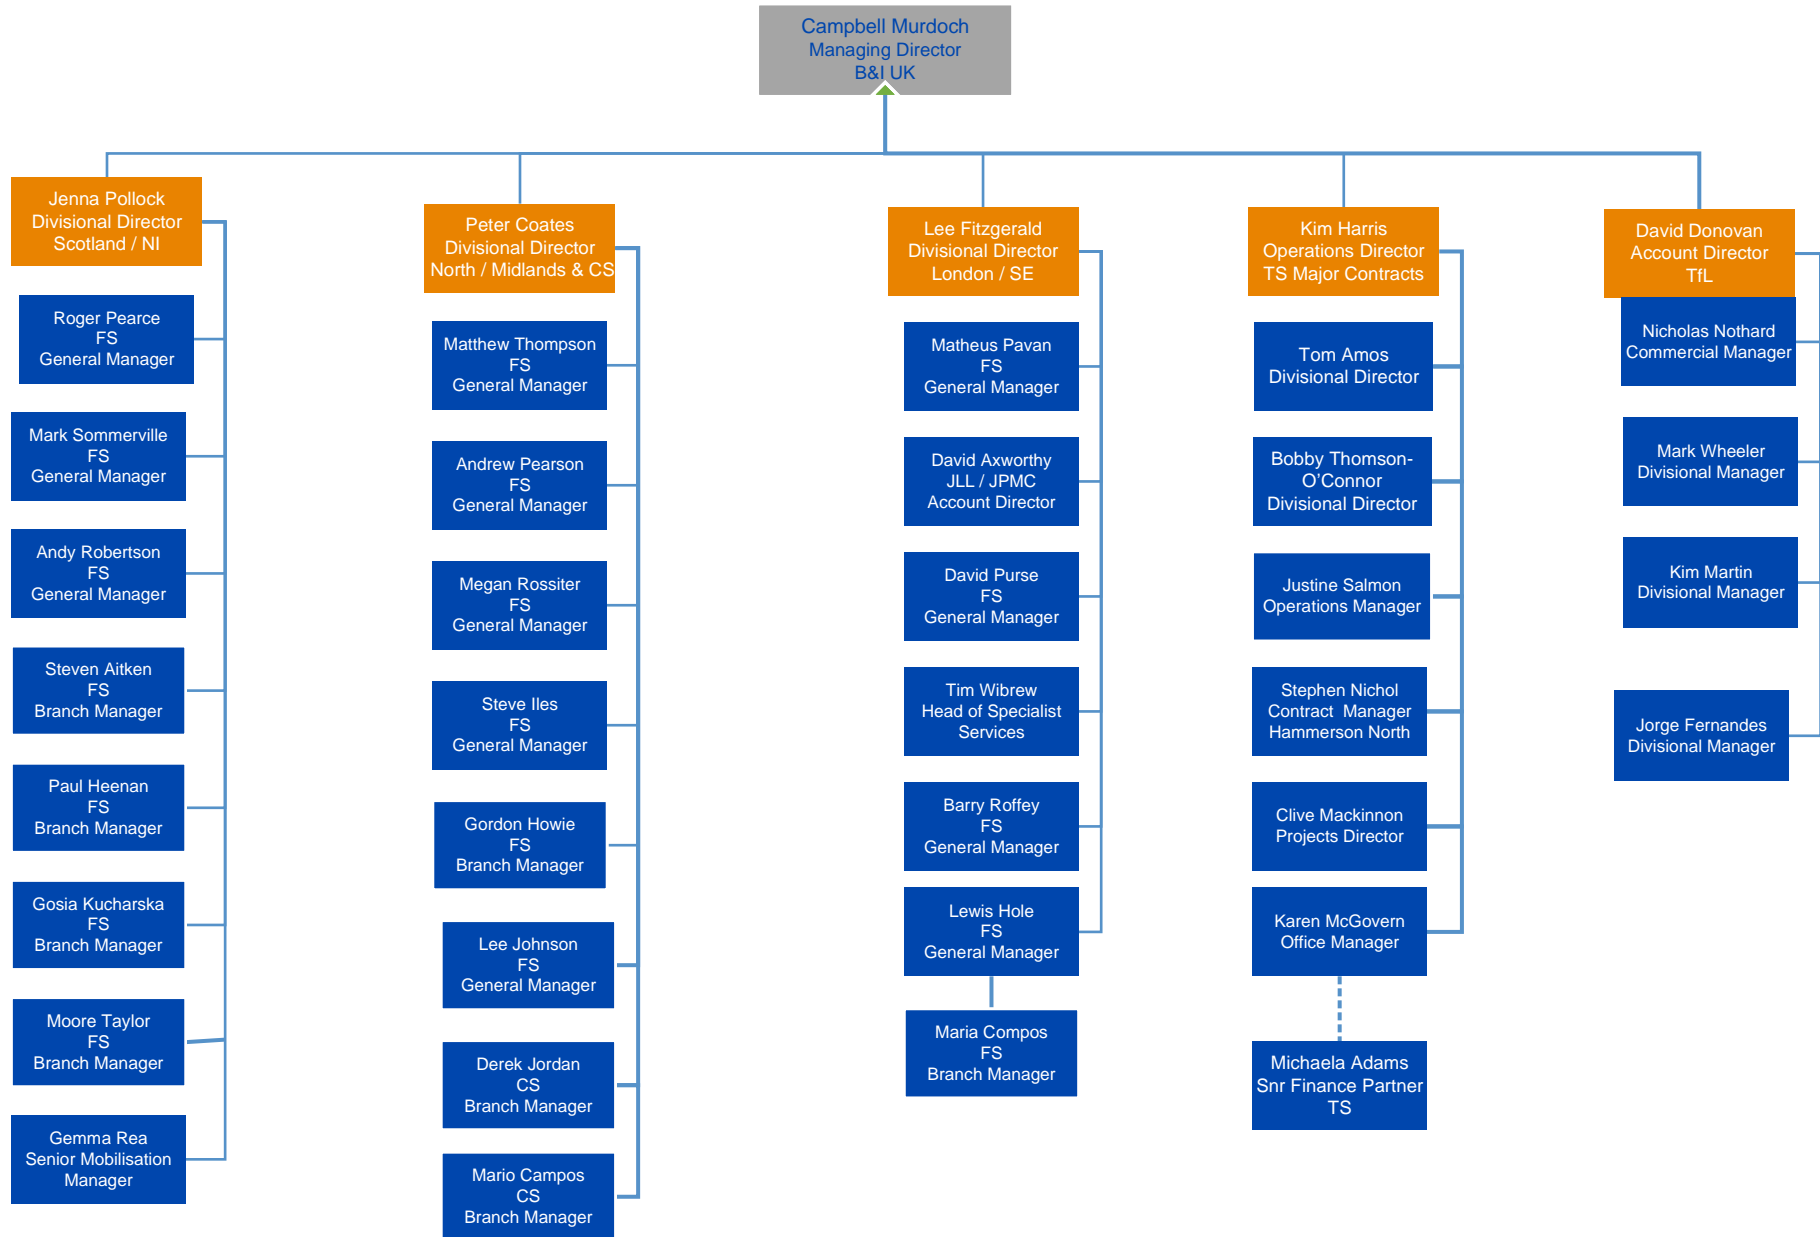 Campbell Murdoch
Managing Director
B&I UK
Jenna Pollock
Divisional Director
Scotland / NI
Roger Pearce
FS
General Manager
Mark Sommerville
FS
General Manager
Andy Robertson
FS
General Manager
Steven Aitken
FS
Branch Manager
Paul Heenan
FS
Branch Manager
Gosia Kucharska
FS
Branch Manager
Moore Taylor
FS
Branch Manager
Gemma Rea
Senior Mobilisation
Manager
Peter Coates
Divisional Director
North / Midlands & CS
Matthew Thompson
FS
General Manager
Andrew Pearson
FS
General Manager
Megan Rossiter
FS
General Manager
Steve Iles
FS
General Manager
Gordon Howie
FS
Branch Manager
Lee Johnson
FS
General Manager
Derek Jordan
CS
Branch Manager
Mario Campos
CS
Branch Manager
Lee Fitzgerald
Divisional Director
London / SE
Matheus Pavan
FS
General Manager
David Axworthy
JLL / JPMC
Account Director
David Purse
FS
General Manager
Tim Wibrew
Head of Specialist
Services
Barry Roffey
FS
General Manager
Lewis Hole
FS
General Manager
Maria Compos
FS
Branch Manager
Kim Harris
Operations Director
TS Major Contracts
Tom Amos
Divisional Director
Bobby Thomson-
O’Connor
Divisional Director
Justine Salmon
Operations Manager
Stephen Nichol
Contract  Manager
Hammerson North
Clive Mackinnon
Projects Director
Karen McGovern
Office Manager
Michaela Adams
Snr Finance Partner
TS
David Donovan
Account Director
TfL
Nicholas Nothard
Commercial Manager
Mark Wheeler
Divisional Manager
Kim Martin
Divisional Manager
Jorge Fernandes
Divisional Manager